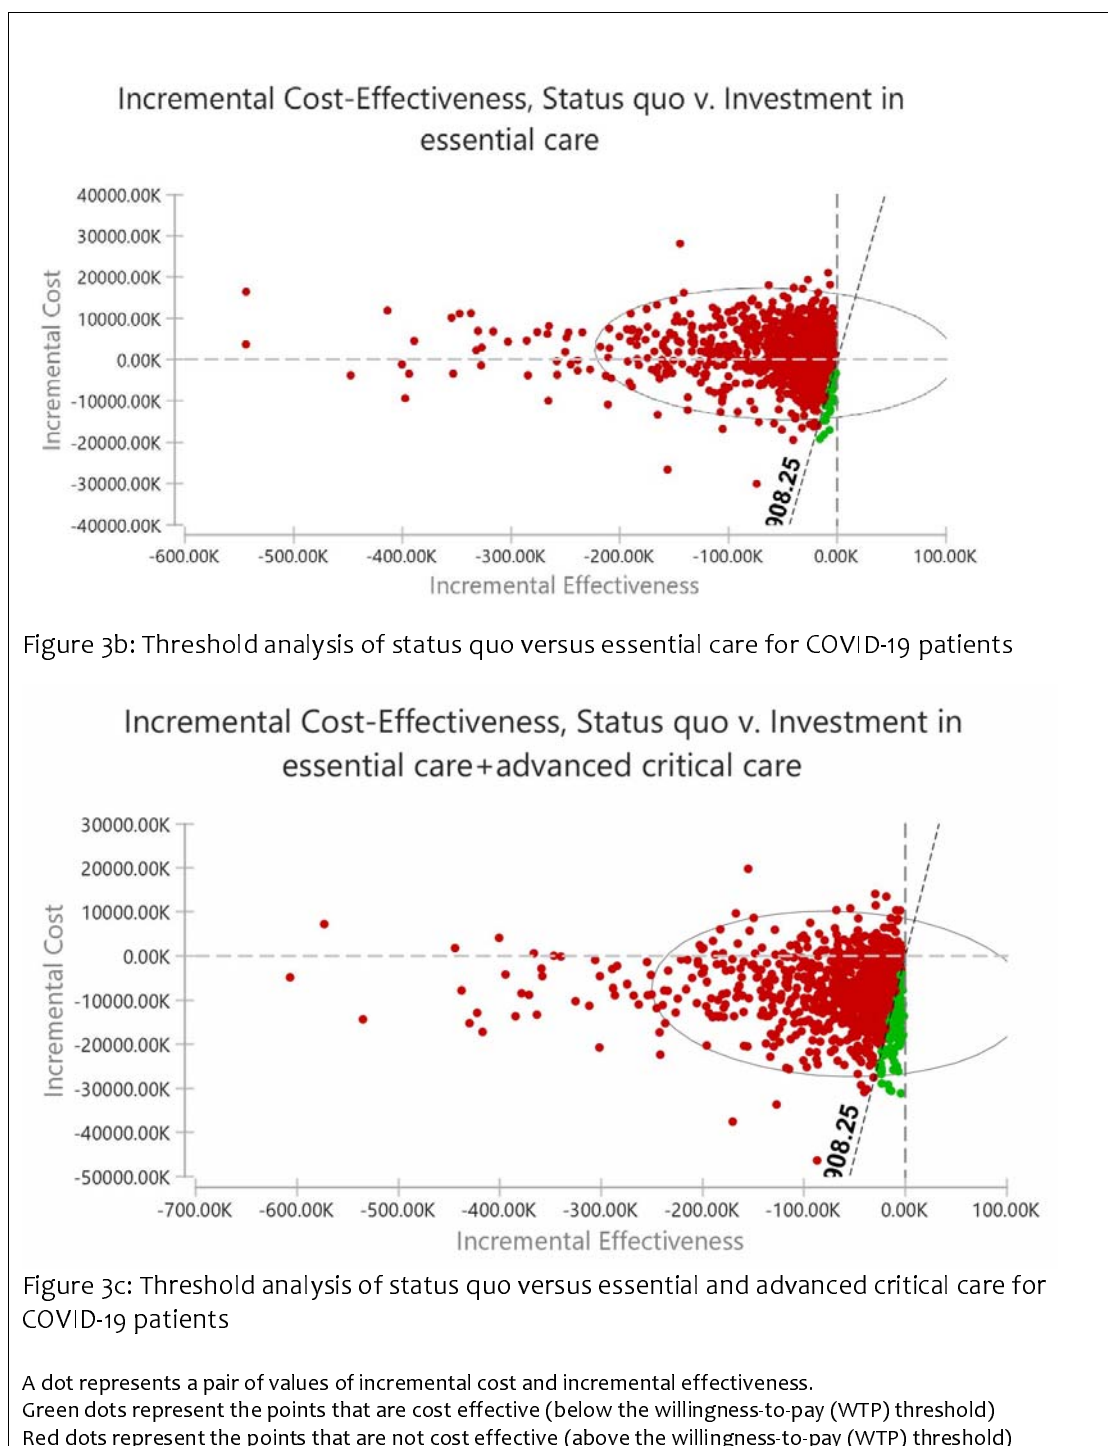 Incremental Cost-Effectiveness, Status quo v. Investment in
essential care
Incremental Cost
40000.00K
30000.00K
20000.00K
10000.00K
0.00K
-10000.00K
-20000.00K
-30000.00K
-40000.00K
908.25
-600.00K -500.00K -400.00K -300.00K -200.00K -100.00K 0.00K 100.00K
Incremental Effectiveness
Figure 3b: Threshold analysis of status quo versus essential care for COVID-19 patients
Incremental Cost-Effectiveness, Status quo v. Investment in
essential care+advanced critical care
Incremental Cost
30000.00K
20000.00K
10000.00K
0.00K
-10000.00K
-20000.00K
-30000.00K
-40000.00K
-50000.00K
908.25
-700.00K -600.00K -500.00K -400.00K -300.00K -200.00K -100.00K 0.00K 100.00K
Incremental Effectiveness
Figure 3c: Threshold analysis of status quo versus essential and advanced critical care for
COVID-19 patients
A dot represents a pair of values of incremental cost and incremental effectiveness.
Green dots represent the points that are cost effective (below the willingness-to-pay (WTP) threshold)
Red dots represent the points that are not cost effective (above the willingness-to-pay (WTP) threshold)